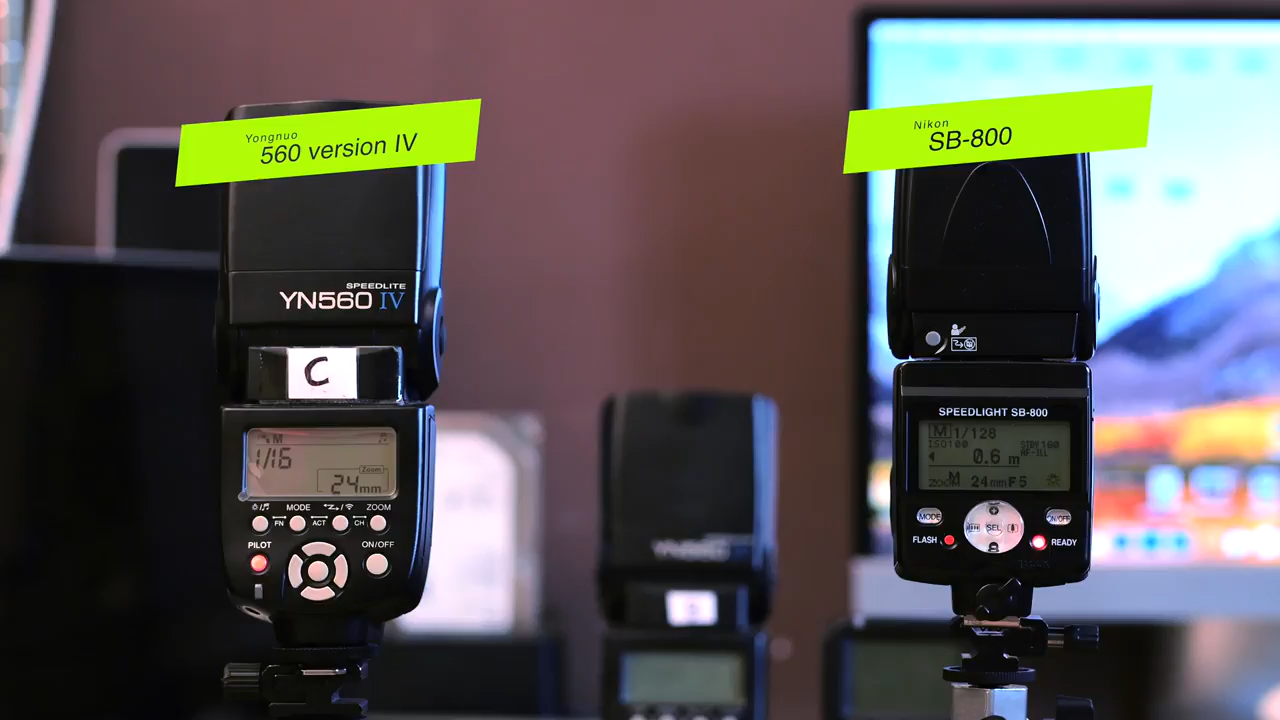 Yongnuo
560 version IV
Nikon
SB-800
SPEEDLITE
YN560 IV
C
M
1/16
Zoom
24mm
MODE
ZOOM
FN
ACT
CH
PILOT
ON/OFF
SPEEDLIGHT SB-800
M 1/128
ISO100
STBY160
0.6 m
M
ZOOM 24mm F5
MODE
SEL
ON/OFF
FLASH
READY
YN560